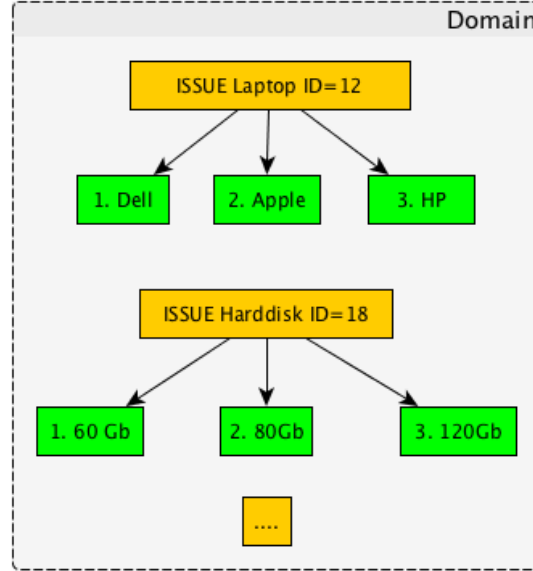 Domain
ISSUE Laptop ID=12
1. Dell
2. Apple
3. HP
ISSUE Harddisk ID=18
1. 60 Gb
2. 80Gb
3. 120Gb
....